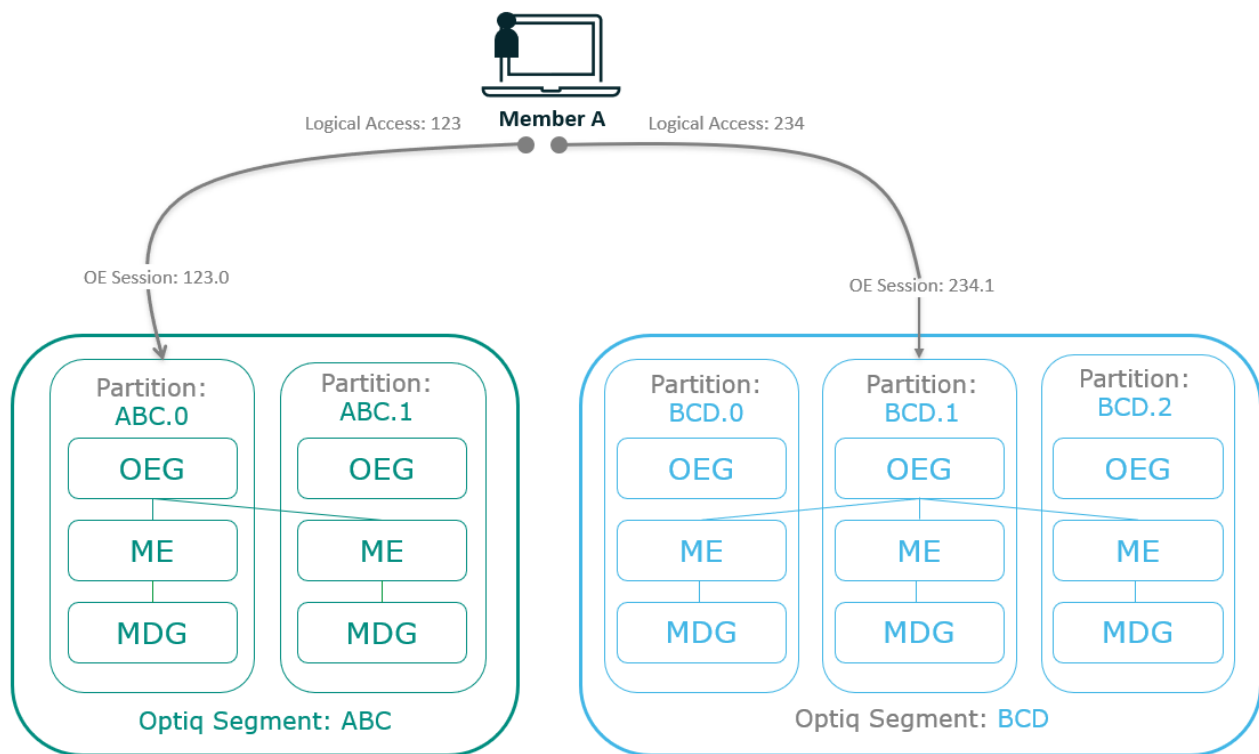 Member A
Logical Access: 123
Logical Access: 234
OE Session: 123.0
OE Session: 234.1
Partition:
ABC.0
OEG
ME
MDG
Partition:
ABC.1
OEG
ME
MDG
Optiq Segment: ABC
Partition:
BCD.0
OEG
ME
MDG
Partition:
BCD.1
OEG
ME
MDG
Partition:
BCD.2
OEG
ME
MDG
Optiq Segment: BCD